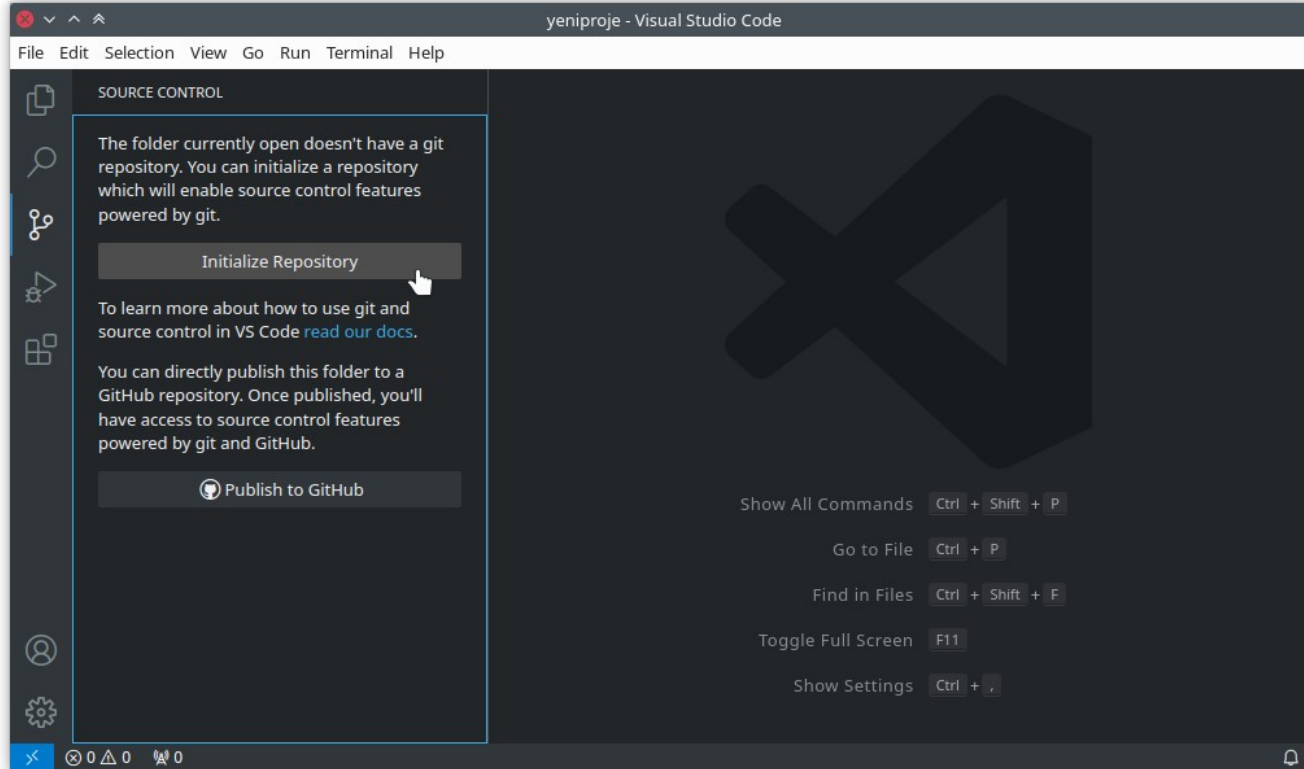 yeniproje - Visual Studio Code
File Edit Selection View Go Run Terminal Help
SOURCE CONTROL
The folder currently open doesn't have a git
repository. You can initialize a repository
which will enable source control features
powered by git.
Initialize Repository
To learn more about how to use git and
source control in VS Code read our docs.
You can directly publish this folder to a
GitHub repository. Once published, you'll
have access to source control features
powered by git and GitHub.
Publish to GitHub
Show All Commands Ctrl + Shift + P
Go to File Ctrl + P
Find in Files Ctrl + Shift + F
Toggle Full Screen F11
Show Settings Ctrl + ,
0 0 0